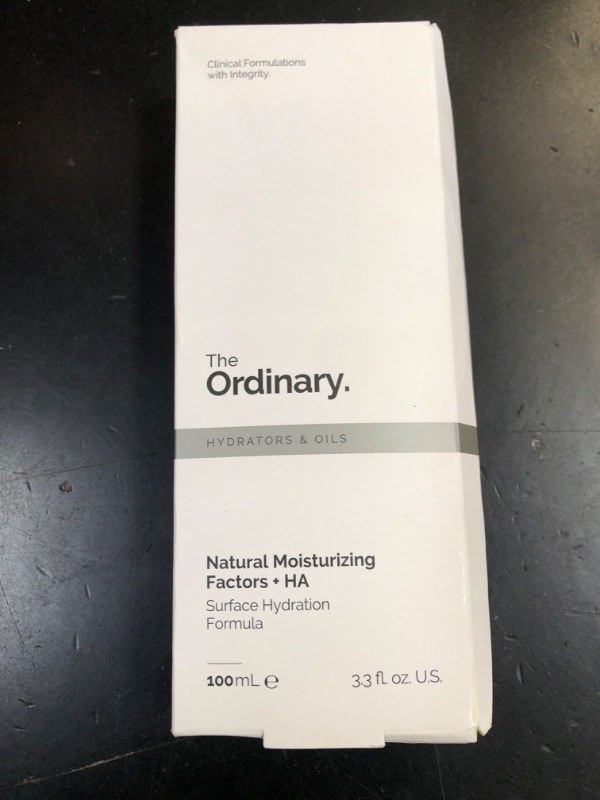 Clinical Formulations
with Integrity.
The
Ordinary.
HYDRATORS & OILS
Natural Moisturizing
Factors + HA
Surface Hydration
Formula
100mL ℮ 3.3 fl. oz. U.S.